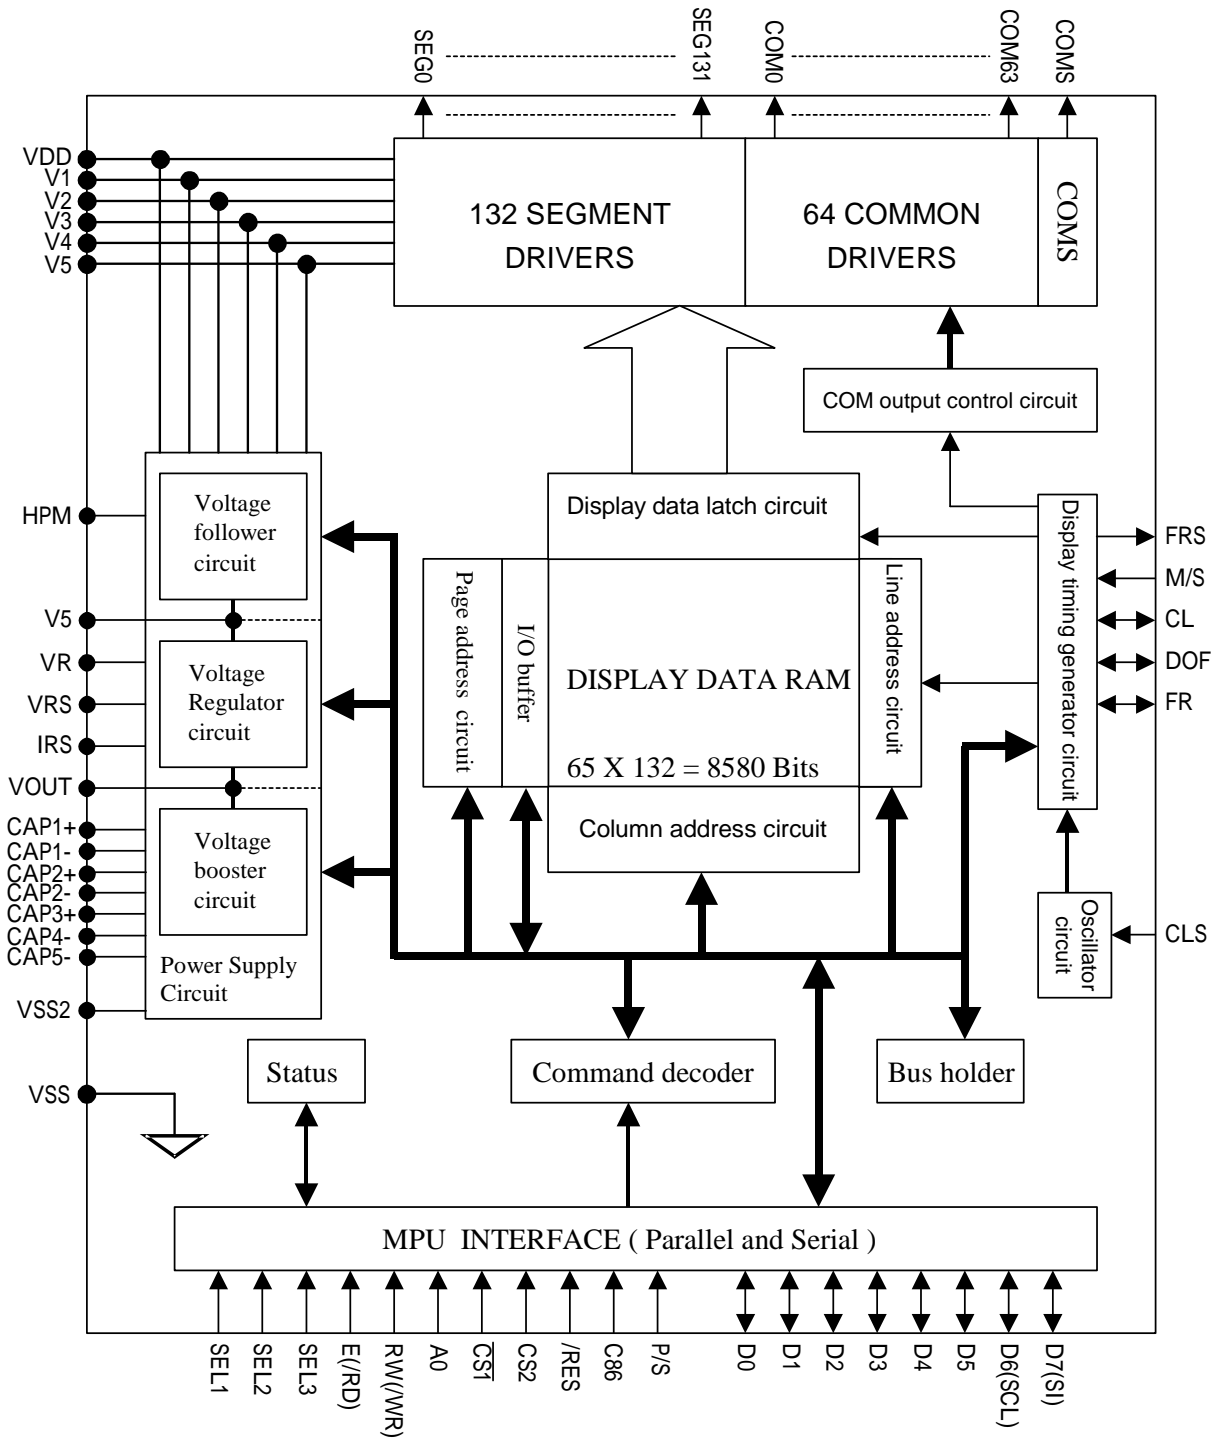 SEG0
SEG131
COM0
COM63
COMS
VDD
V1
V2
V3
V4
V5
132 SEGMENT
DRIVERS
64 COMMON
DRIVERS
COMS
COM output control circuit
HPM
V5
VR
VRS
IRS
VOUT
CAP1+
CAP1-
CAP2+
CAP2-
CAP3+
CAP4-
CAP5-
VSS2
VSS
Voltage
follower
circuit
Voltage
Regulator
circuit
Voltage
booster
circuit
Power Supply
Circuit
Display data latch circuit
Page address circuit
I/O buffer
DISPLAY DATA RAM
65 X 132 = 8580 Bits
Line address circuit
Column address circuit
Display timing generator circuit
FRS
M/S
CL
DOF
FR
Oscillator
circuit
CLS
Status
Command decoder
Bus holder
MPU INTERFACE ( Parallel and Serial )
SEL1
SEL2
SEL3
E(/RD)
RW(/WR)
A0
CS1
CS2
/RES
C86
P/S
D0
D1
D2
D3
D4
D5
D6(SCL)
D7(SI)